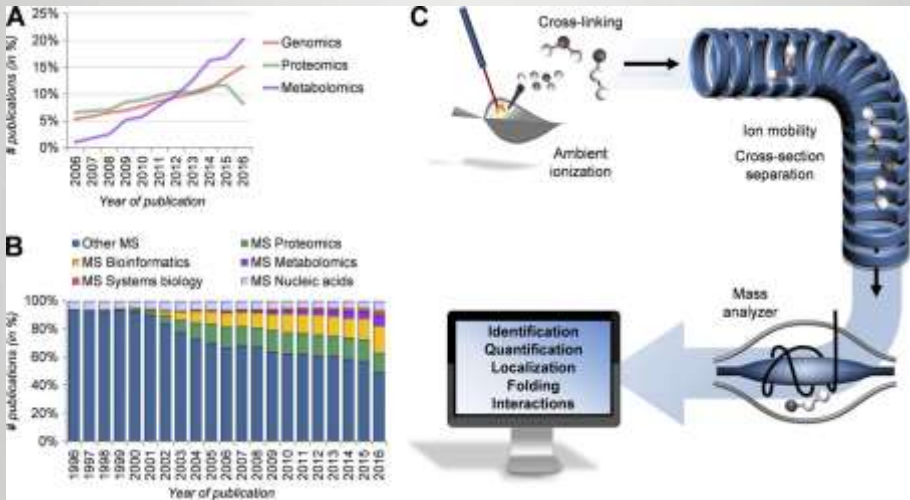 A
25%
20%
15%
10%
5%
0%
# publications (in %)
Genomics
Proteomics
Metabolomics
2006
2007
2008
2009
2010
2011
2012
2013
2014
2015
2016
Year of publication
B
Other MS
MS Proteomics
MS Bioinformatics
MS Metabolomics
MS Systems biology
MS Nucleic acids
100%
80%
60%
40%
20%
0%
# publications (in %)
1996
1997
1998
1999
2000
2001
2002
2003
2004
2005
2006
2007
2008
2009
2010
2011
2012
2013
2014
2015
2016
Year of publication
C
Cross-linking
Ambient
ionization
Ion mobility
Cross-section
separation
Mass
analyzer
Identification
Quantification
Localization
Folding
Interactions